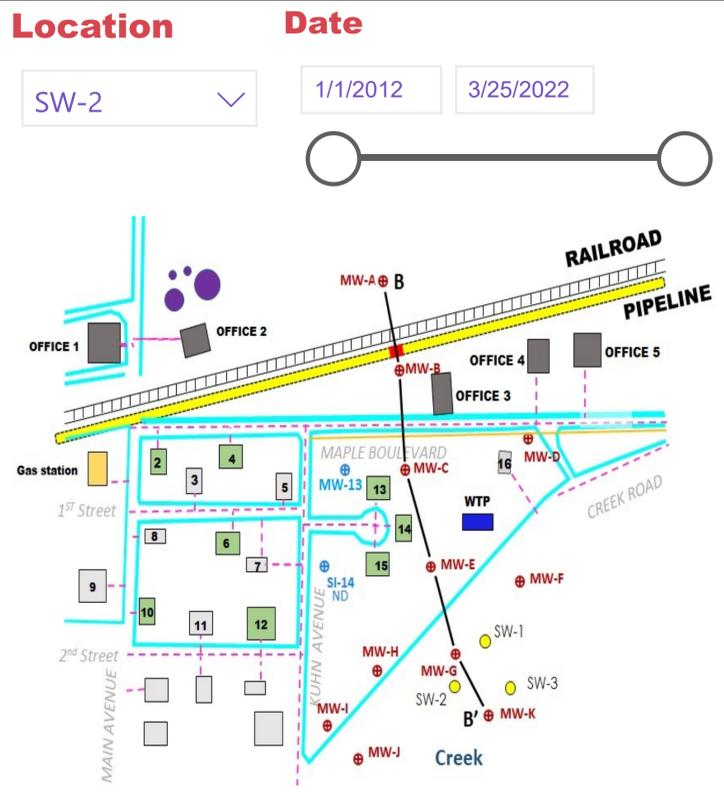 Location
Date
SW-2
1/1/2012
3/25/2022
RAILROAD
MW-A
B
PIPELINE
OFFICE 1
OFFICE 2
OFFICE 4
OFFICE 5
MW-B
OFFICE 3
Gas station
2
4
3
5
MAPLE BOULEVARD
MW-13
MW-C
13
16
MW-D
CREEK ROAD
1ST Street
WTP
8
6
7
14
15
9
MW-E
MW-F
SI-14
ND
10
11
12
KUHN AVENUE
SW-1
2nd Street
MW-H
MW-G
SW-2
SW-3
MAIN AVENUE
MW-I
B'
MW-K
MW-J
Creek